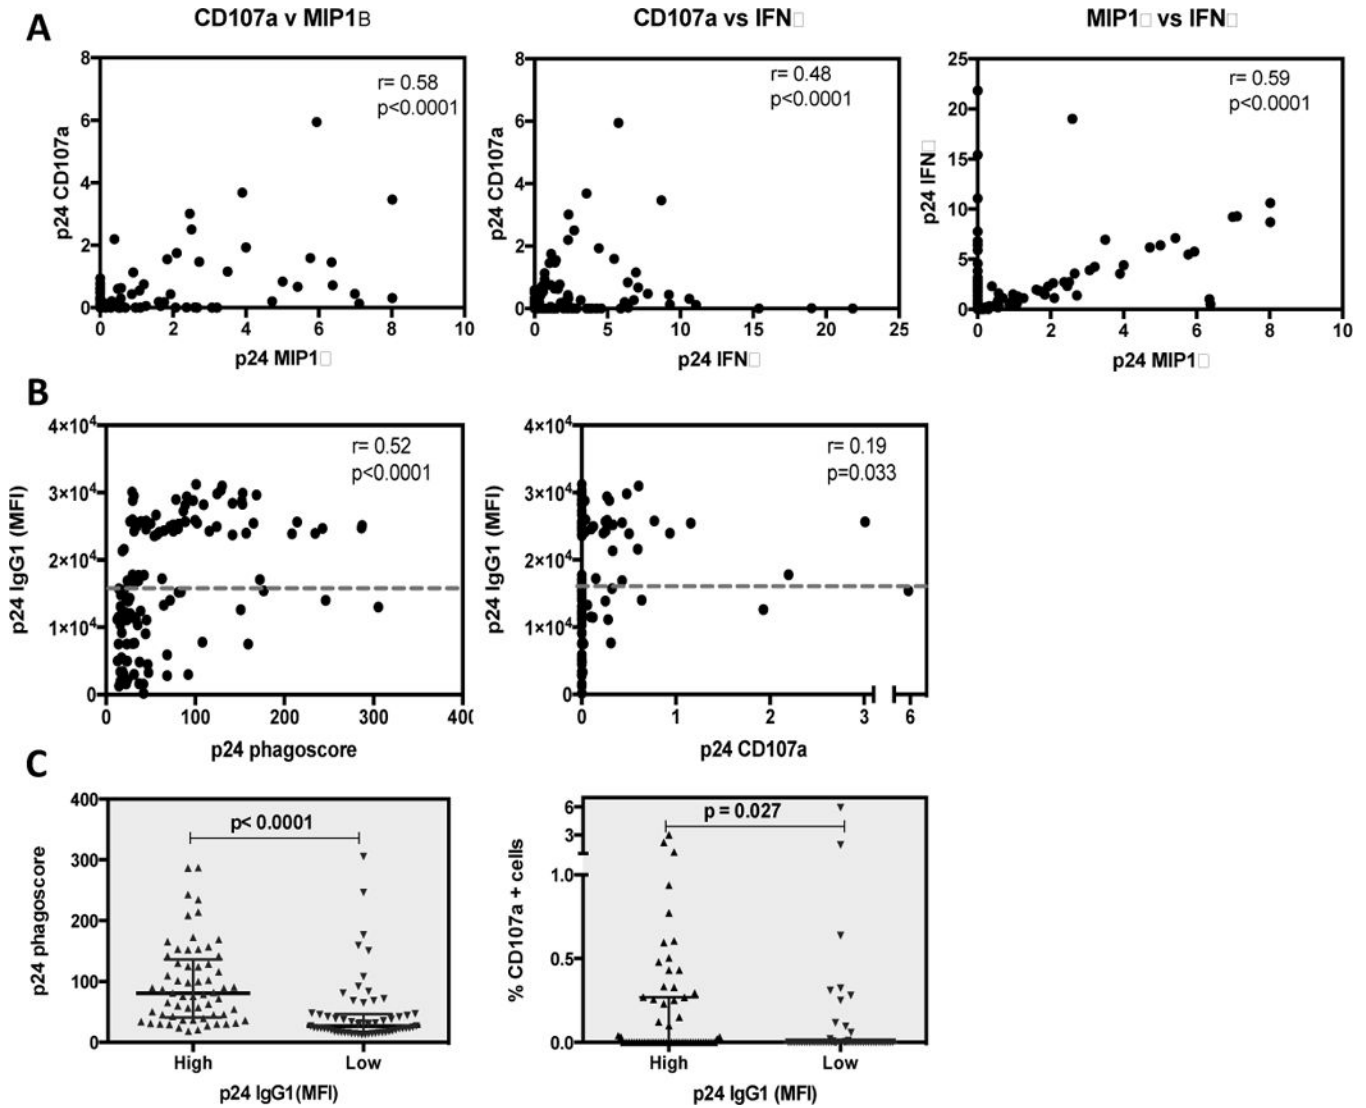 A
CD107a v MIP1B
CD107a vs IFN□
MIP1□ vs IFN□
p24 CD107a
8
6
4
2
0
r= 0.58
p<0.0001
0 2 4 6 8 10
p24 MIP1□
p24 CD107a
8
6
4
2
0
r= 0.48
p<0.0001
0 5 10 15 20 25
p24 IFN□
p24 IFN□
25
20
15
10
5
0
r= 0.59
p<0.0001
0 2 4 6 8 10
p24 MIP1□
B
p24 IgG1 (MFI)
4×10⁴
3×10⁴
2×10⁴
1×10⁴
0
r= 0.52
p<0.0001
0 100 200 300 400
p24 phagoscore
p24 IgG1 (MFI)
4×10⁴
3×10⁴
2×10⁴
1×10⁴
0
r= 0.19
p=0.033
0 1 2 3 6
p24 CD107a
C
p24 phagoscore
400
300
200
100
0
p< 0.0001
High Low
p24 IgG1(MFI)
% CD107a + cells
6
3
1.0
0.5
0.0
p = 0.027
High Low
p24 IgG1 (MFI)